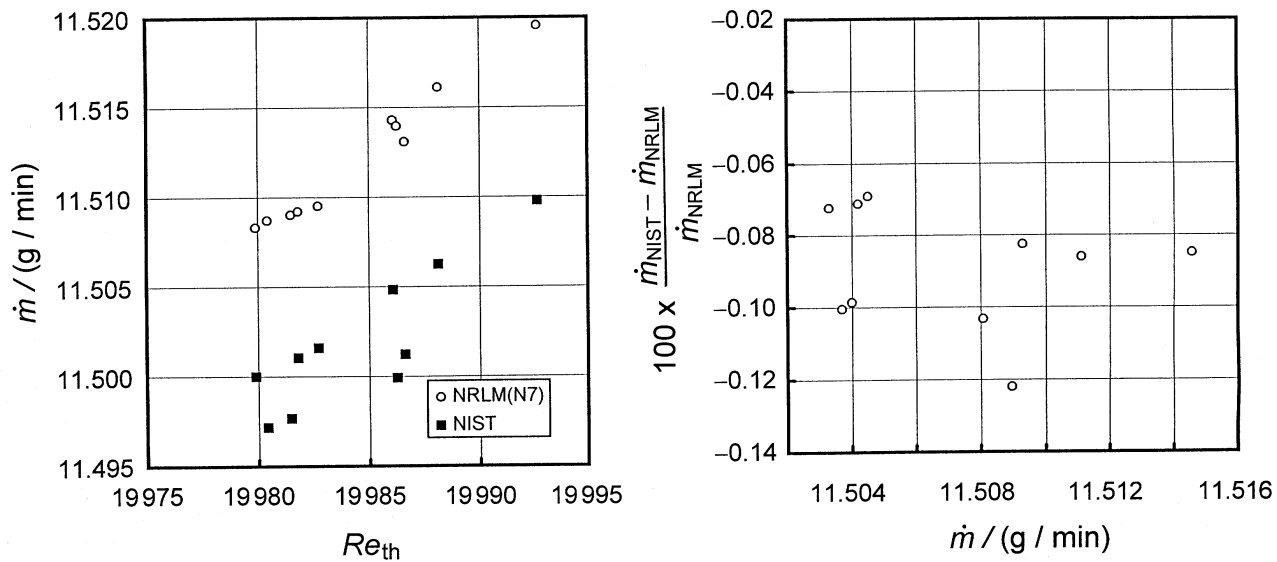 11.520
11.515
11.510
11.505
11.500
11.495
ṁ / (g / min)
19975 19980 19985 19990 19995
Re_th
NRLM(N7)
NIST
−0.02
−0.04
−0.06
−0.08
−0.10
−0.12
−0.14
100 x (ṁ_NIST − ṁ_NRLM) / ṁ_NRLM
11.504 11.508 11.512 11.516
ṁ / (g / min)